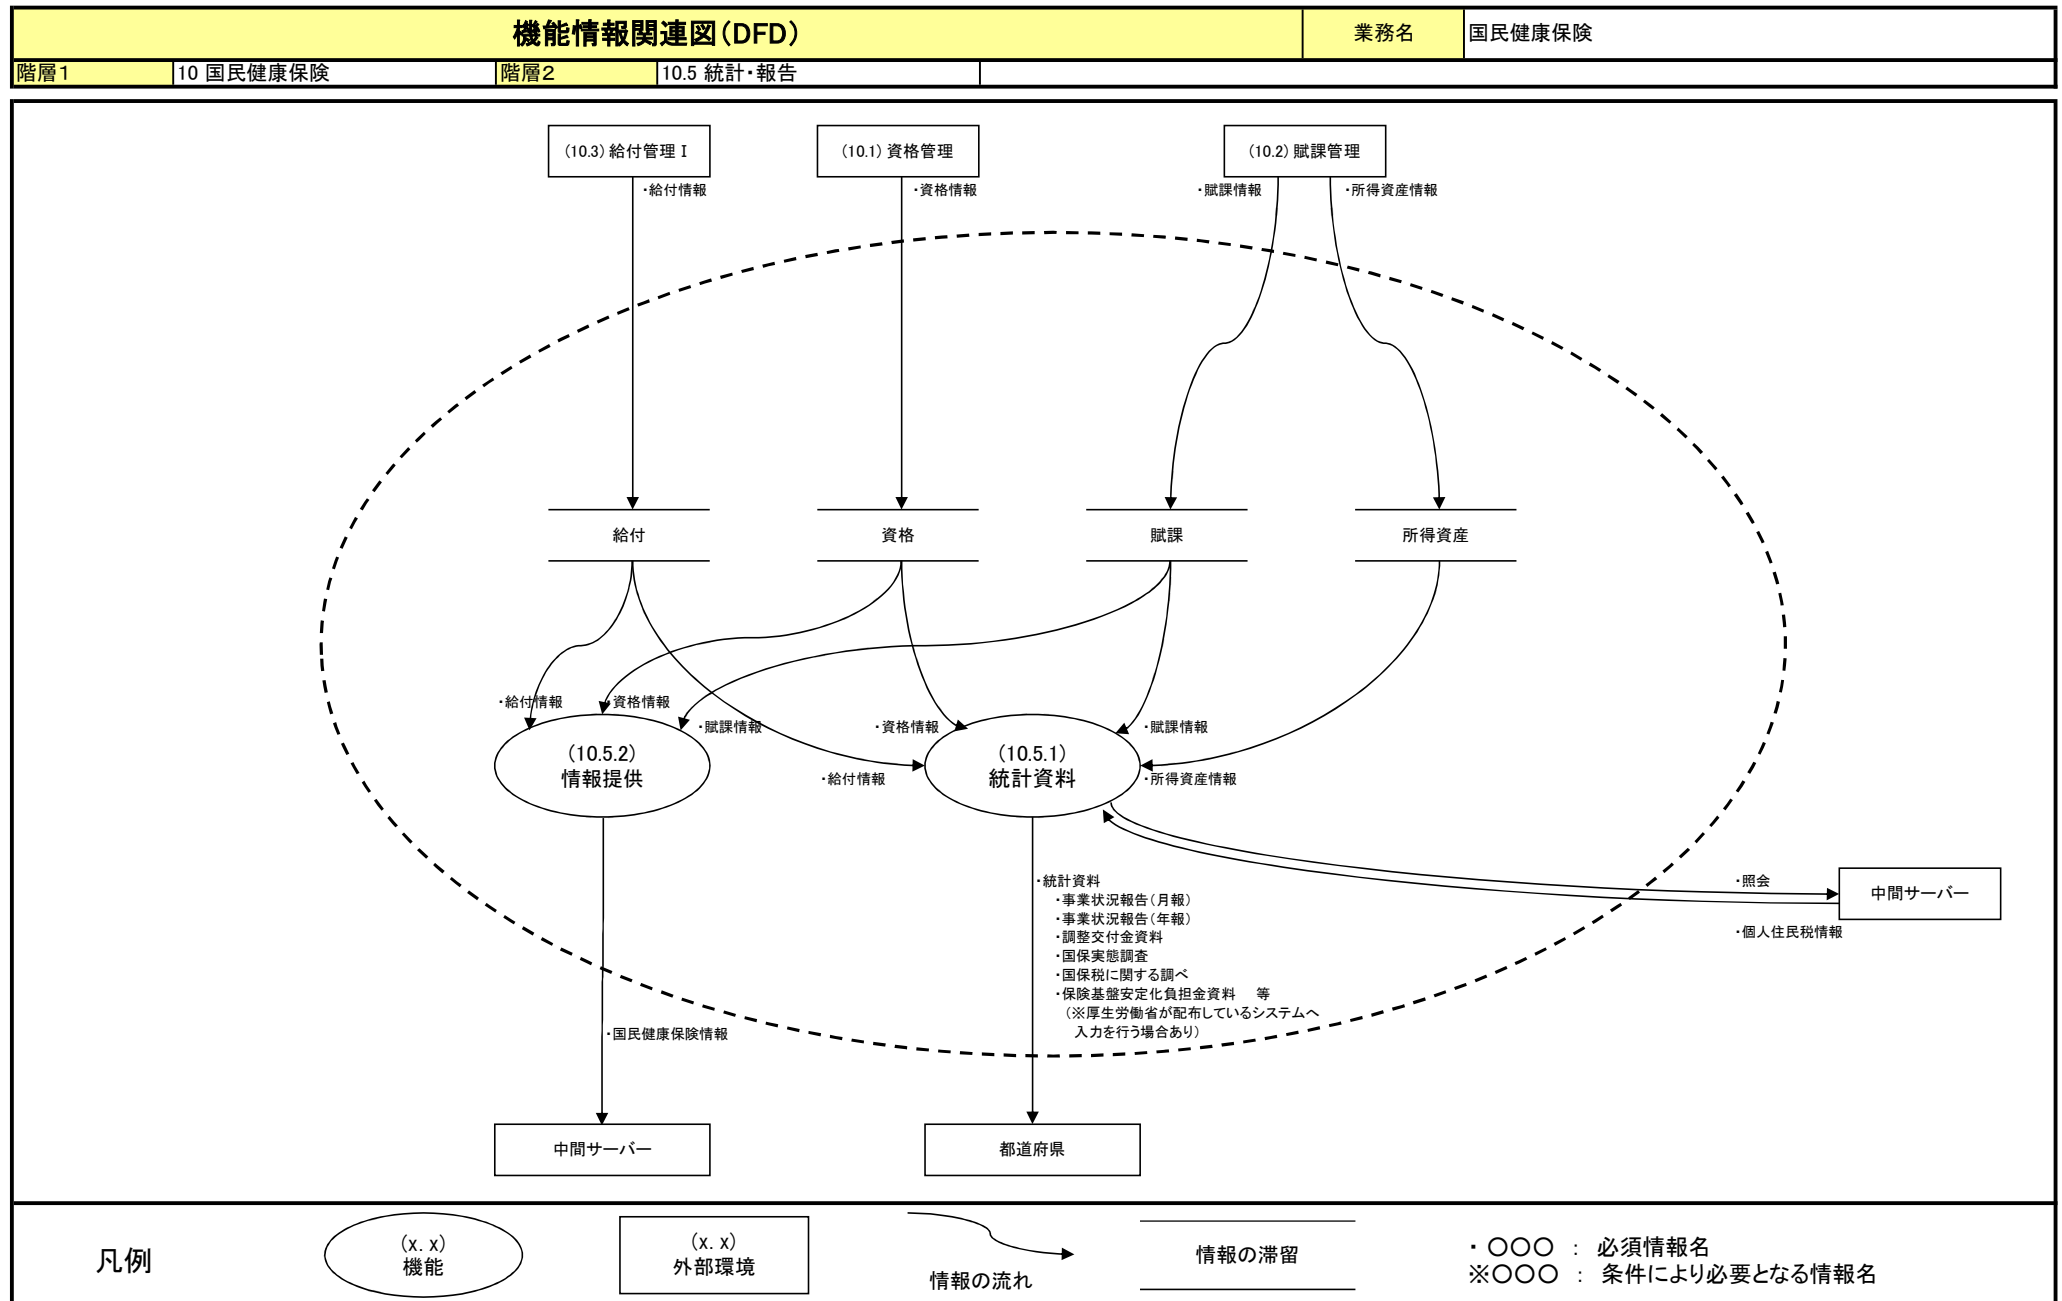 機能情報関連図(DFD)
業務名
国民健康保険
階層1
10 国民健康保険
階層2
10.5 統計・報告
(10.3)給付管理Ⅰ
(10.1)資格管理
(10.2)賦課管理
・給付情報
・資格情報
・賦課情報
・所得資産情報
給付
資格
賦課
所得資産
・給付情報
・資格情報
・賦課情報
・資格情報
・賦課情報
(10.5.2)
情報提供
(10.5.1)
統計資料
・給付情報
・所得資産情報
・統計資料
・事業状況報告(月報)
・事業状況報告(年報)
・調整交付金資料
・国保実態調査
・国保税に関する調べ
・保険基盤安定化負担金資料 等
(※厚生労働省が配布しているシステムへ
入力を行う場合あり)
・照会
中間サーバー
・個人住民税情報
・国民健康保険情報
中間サーバー
都道府県
凡例
(x.x)
機能
(x.x)
外部環境
情報の流れ
情報の滞留
・ ○○○ : 必須情報名
※○○○ : 条件により必要となる情報名